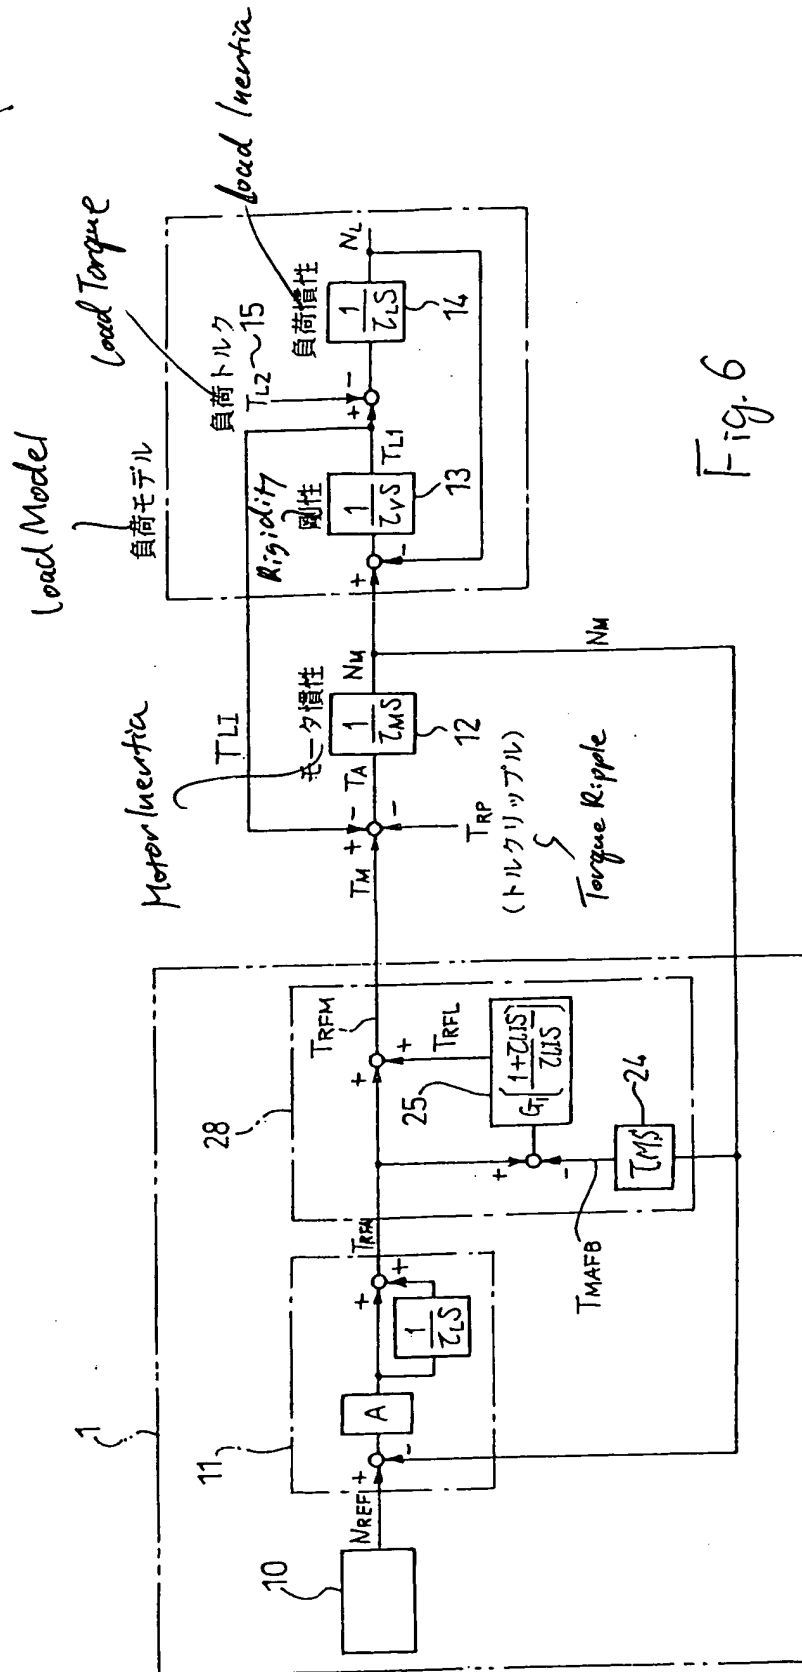 Load Model
負荷モデル
Load Torque
負荷トルク
TL2 15
Load Inertia
負荷慣性
Motor Inertia
モータ慣性
Rigidity
剛性
1
10
NREF
+
-
11
A
1
τLS
+
+
TRFA
28
+
+
TRFM
TRFL
25
G1(1+τLIS/τLIS)
+
-
TMAFB
τMS
24
TM
+
-
-
TLI
TA
TRP
(トルクリップル)
Torque Ripple
1
τMS
12
NM
NM
+
-
1
τVS
13
TL1
+
-
1
τLS
14
NL
Fig. 6